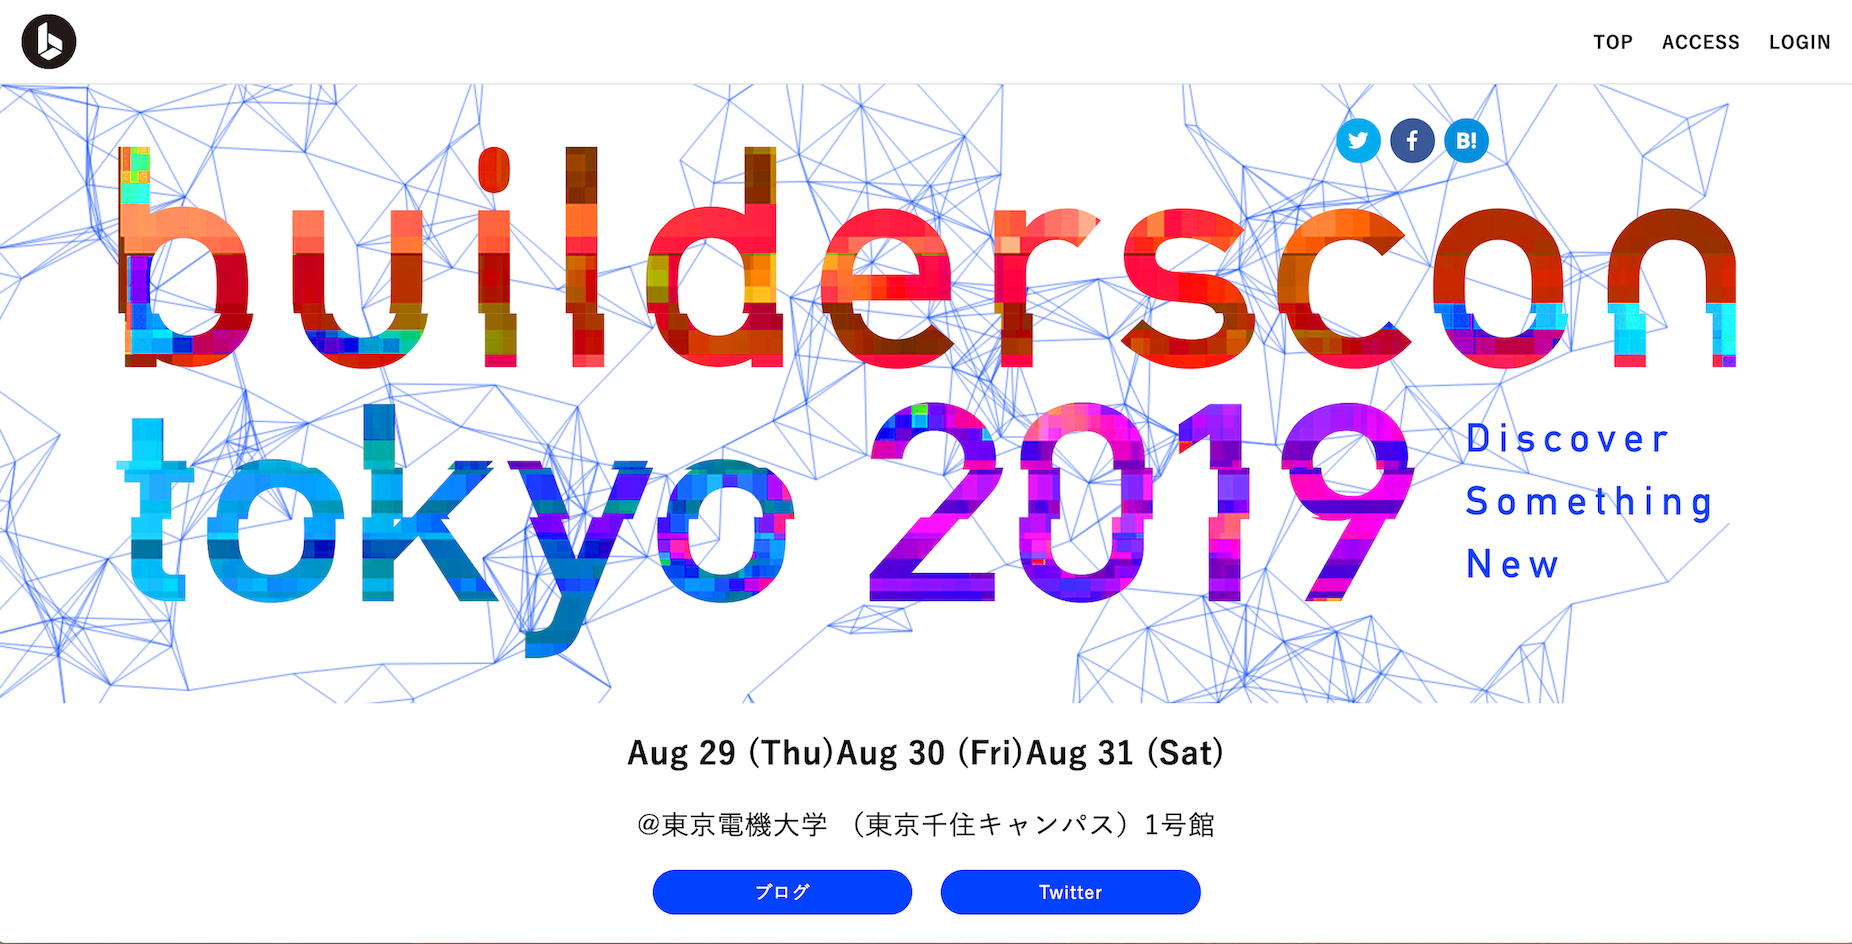 TOP ACCESS LOGIN
B!
builderscon
tokyo 2019
Discover
Something
New
Aug 29 (Thu)Aug 30 (Fri)Aug 31 (Sat)
@東京電機大学 （東京千住キャンパス）1号館
ブログ Twitter